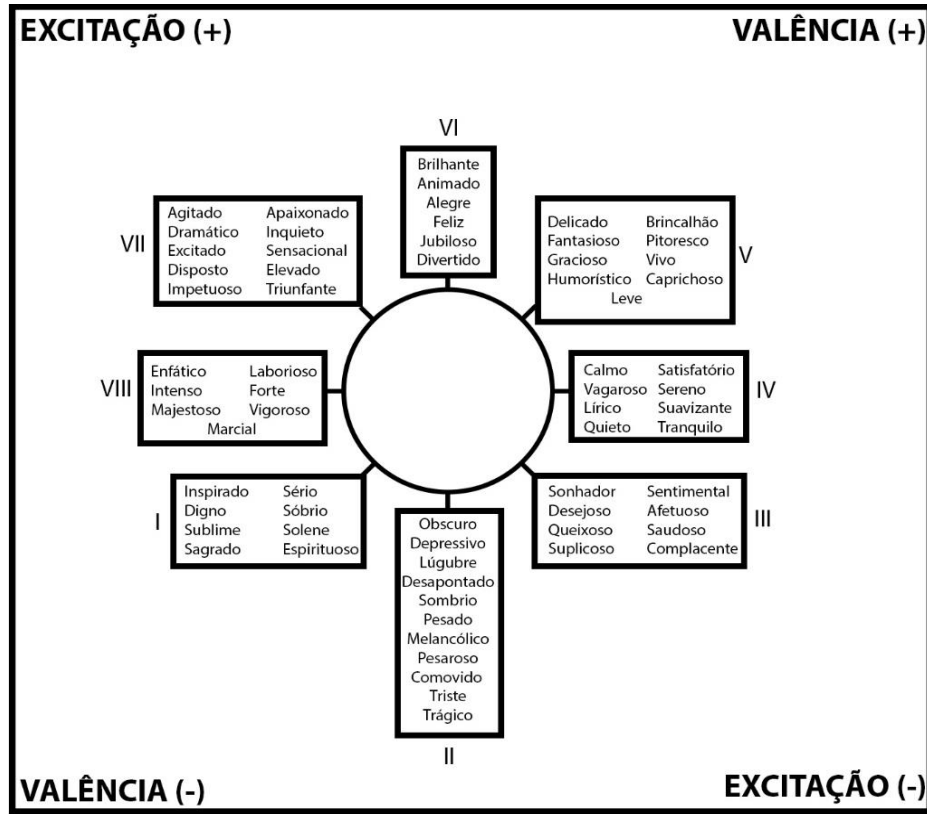 EXCITAÇÃO (+)
VALÊNCIA (+)
VI
Brilhante
Animado
Alegre
Feliz
Jubiloso
Divertido
VII
Agitado Apaixonado
Dramático Inquieto
Excitado Sensacional
Disposto Elevado
Impetuoso Triunfante
Delicado Brincalhão
Fantasioso Pitoresco
Gracioso Vivo
Humorístico Caprichoso
Leve
V
VIII
Enfático Laborioso
Intenso Forte
Majestoso Vigoroso
Marcial
Calmo Satisfatório
Vagaroso Sereno
Lírico Suavizante
Quieto Tranquilo
IV
I
Inspirado Sério
Digno Sóbrio
Sublime Solene
Sagrado Espirituoso
Obscuro
Depressivo
Lúgubre
Desapontado
Sombrio
Pesado
Melancólico
Pesaroso
Comovido
Triste
Trágico
II
Sonhador Sentimental
Desejoso Afetuoso
Queixoso Saudoso
Suplicoso Complacente
III
VALÊNCIA (-)
EXCITAÇÃO (-)